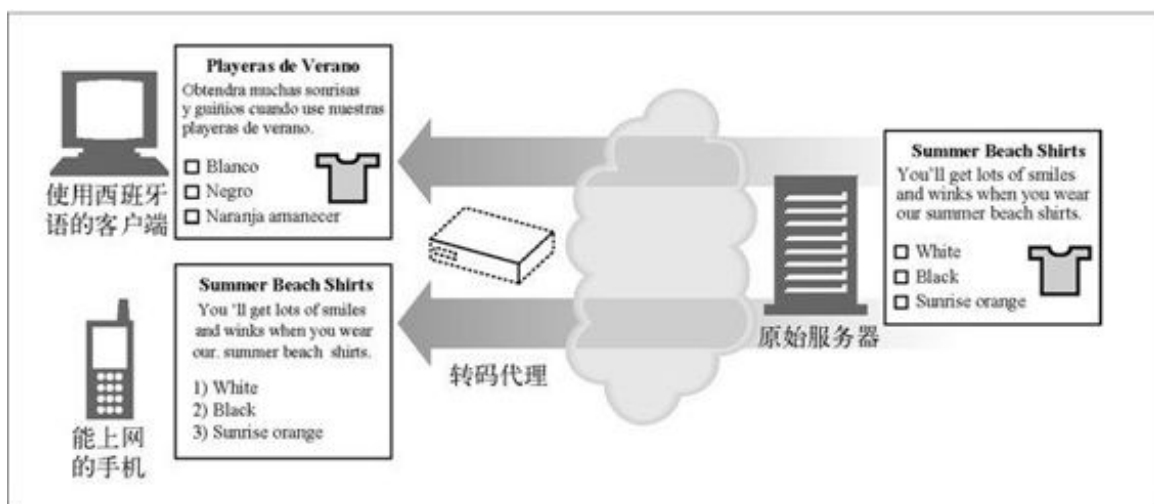 Playeras de Verano
Obtendra muchas sonrisas
y guiñios cuando use nuestras
playeras de verano.
Blanco
Negro
Naranja amanecer
使用西班牙
语的客户端
Summer Beach Shirts
You 'll get lots of smiles
and winks when you wear
our. summer beach shirts.
1) White
2) Black
3) Sunrise orange
能上网
的手机
转码代理
原始服务器
Summer Beach Shirts
You'll get lots of smiles
and winks when you wear
our summer beach shirts.
White
Black
Sunrise orange